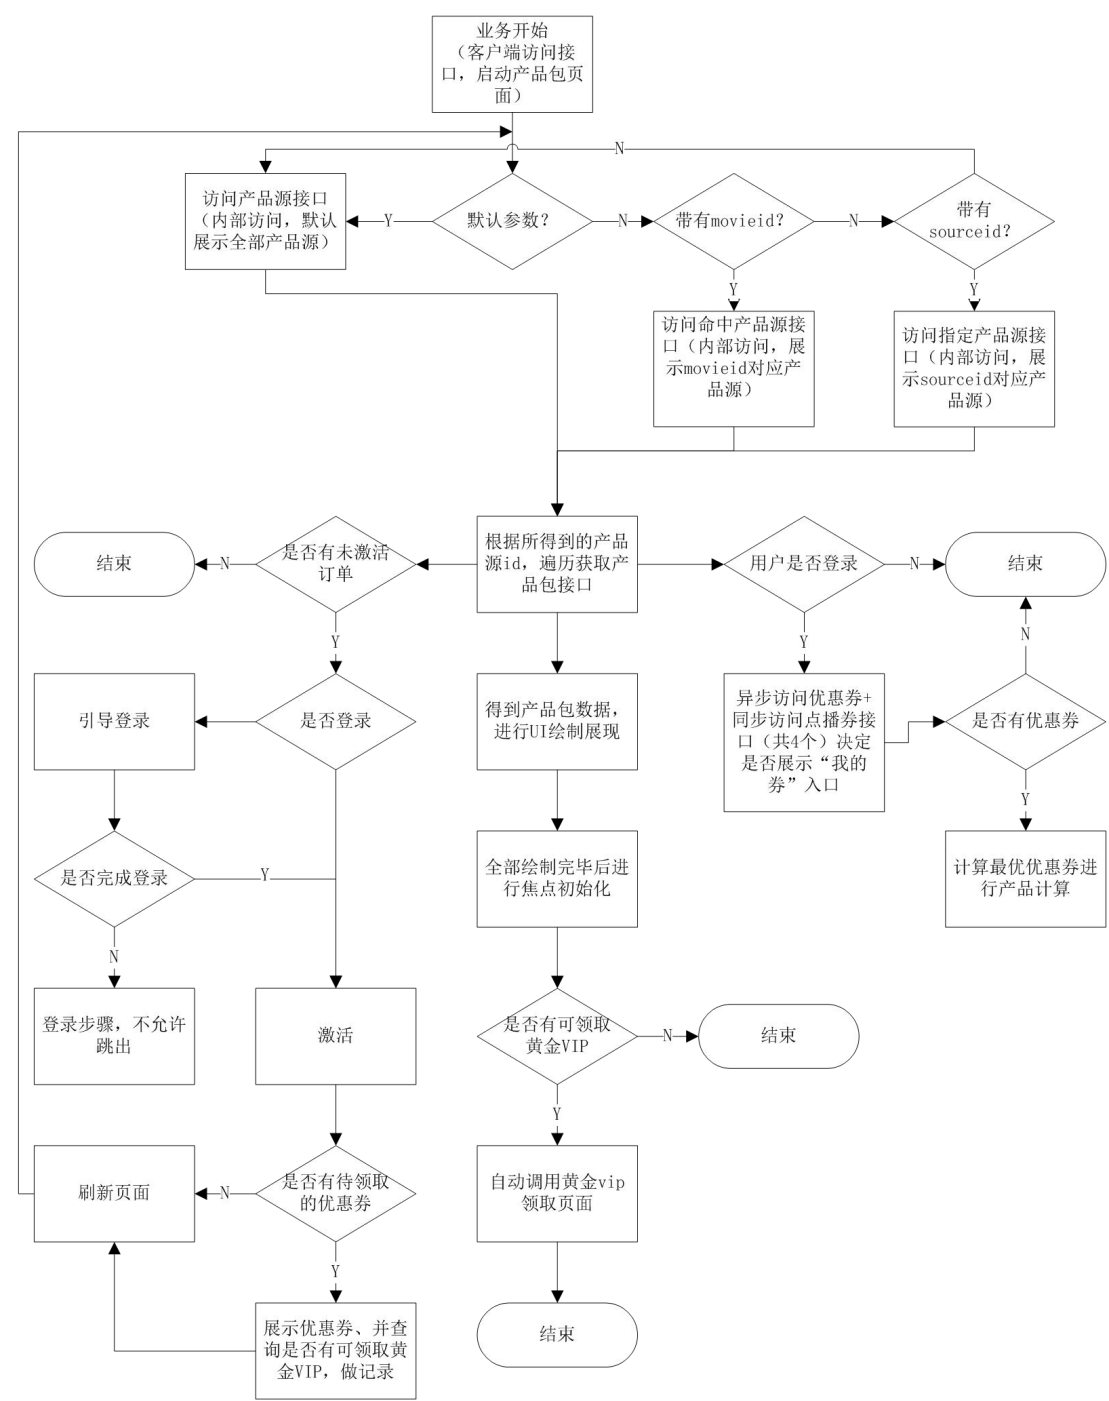 业务开始
（客户端访问接
口，启动产品包页
面）
N
访问产品源接口
（内部访问，默认
展示全部产品源）
Y
默认参数？
N
带有movieid？
N
带有
sourceid？
Y
Y
访问命中产品源接
口（内部访问，展
示movieid对应产
品源）
访问指定产品源接
口（内部访问，展
示sourceid对应产
品源）
结束
N
是否有未激活
订单
根据所得到的产品
源id，遍历获取产
品包接口
用户是否登录
N
结束
Y
Y
N
引导登录
是否登录
得到产品包数据，
进行UI绘制展现
异步访问优惠券+
同步访问点播券接
口（共4个）决定
是否展示“我的
券”入口
是否有优惠券
Y
是否完成登录
Y
全部绘制完毕后进
行焦点初始化
计算最优优惠券进
行产品计算
N
登录步骤，不允许
跳出
激活
是否有可领取
黄金VIP
N
结束
Y
刷新页面
N
是否有待领取
的优惠券
自动调用黄金vip
领取页面
Y
展示优惠券、并查
询是否有可领取黄
金VIP，做记录
结束